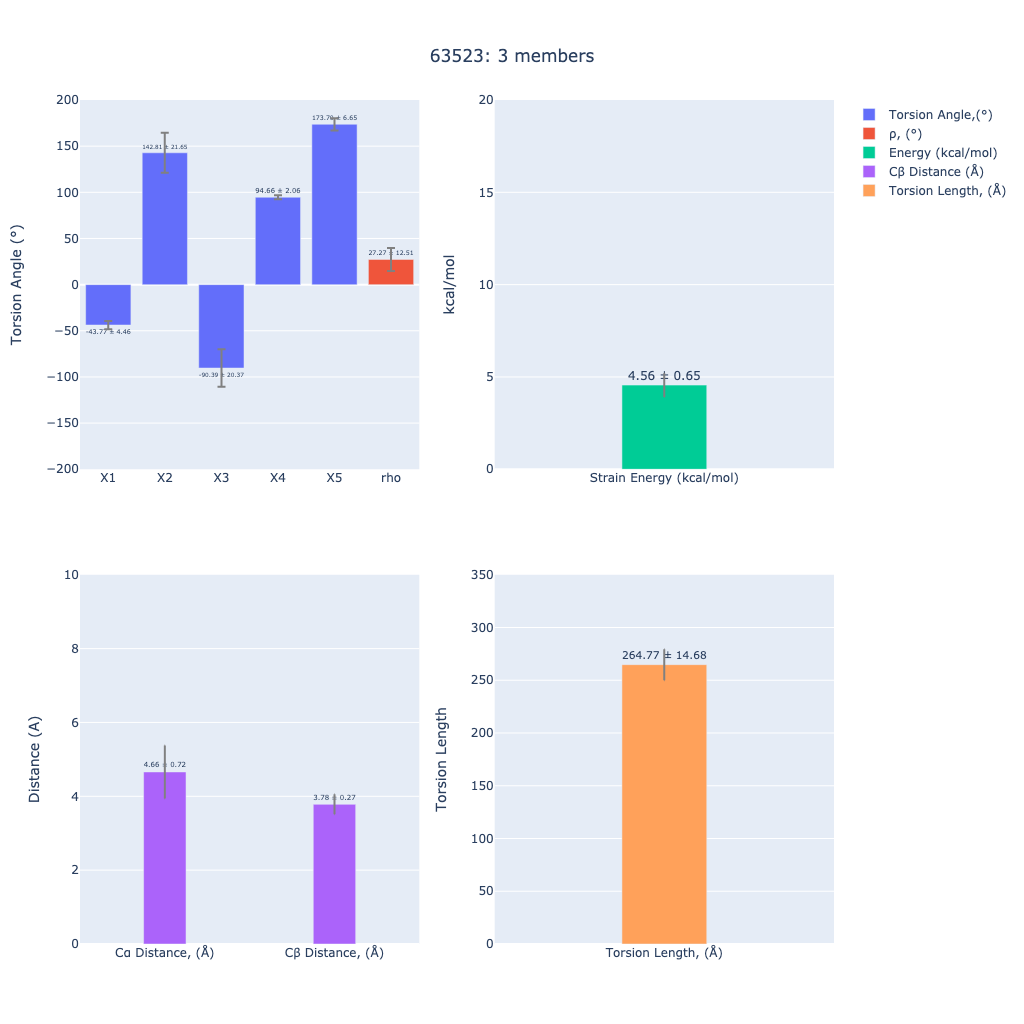 63523: 3 members
Torsion Angle (°)
200
150
100
50
0
−50
−100
−150
−200
-43.77 ± 4.46
142.81 ± 21.65
-90.39 ± 20.37
94.66 ± 2.06
173.79 ± 6.65
27.27 ± 12.51
X1
X2
X3
X4
X5
rho
kcal/mol
20
15
10
5
0
4.56 ± 0.65
Strain Energy (kcal/mol)
Torsion Angle,(°)
ρ, (°)
Energy (kcal/mol)
Cβ Distance (Å)
Torsion Length, (Å)
Distance (A)
10
8
6
4
2
0
4.66 ± 0.72
3.78 ± 0.27
Cα Distance, (Å)
Cβ Distance, (Å)
Torsion Length
350
300
250
200
150
100
50
0
264.77 ± 14.68
Torsion Length, (Å)